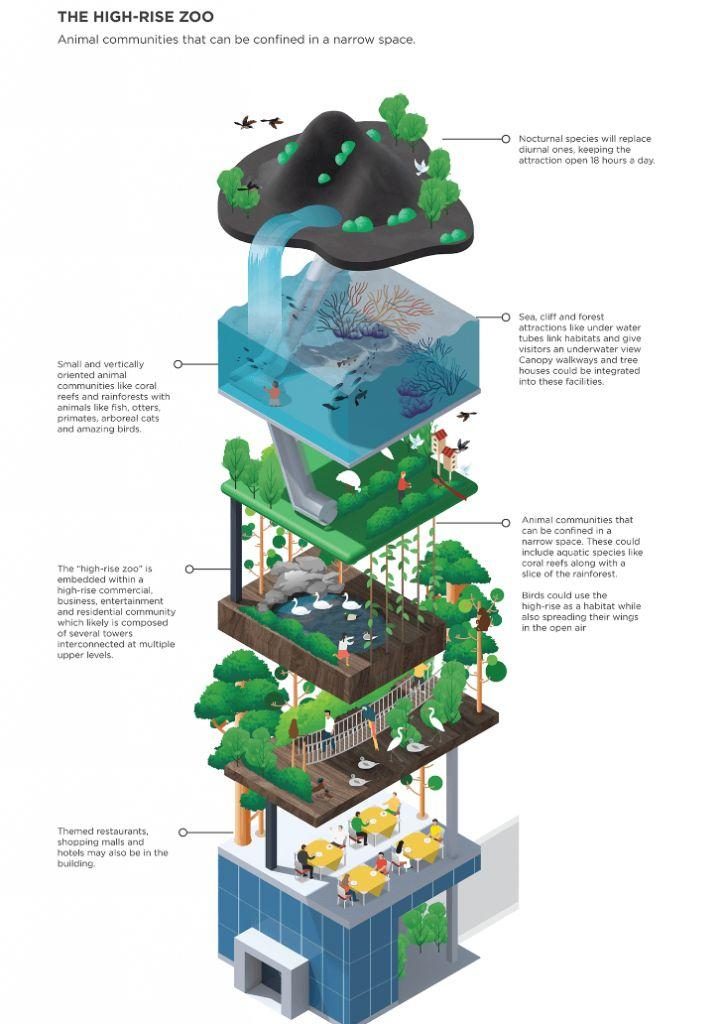 THE HIGH-RISE ZOO
Animal communities that can be confined in a narrow space.
Nocturnal species will replace
diurnal ones, keeping the
attraction open 18 hours a day.
Sea, cliff and forest
attractions like under water
tubes link habitats and give
visitors an underwater view
Canopy walkways and tree
houses could be integrated
into these facilities.
Small and vertically
oriented animal
communities like coral
reefs and rainforests with
animals like fish, otters,
primates, arboreal cats
and amazing birds.
Animal communities that
can be confined in a
narrow space. These could
include aquatic species like
coral reefs along with a
slice of the rainforest.
Birds could use the
high-rise as a habitat while
also spreading their wings
in the open air
The "high-rise zoo" is
embedded within a
high-rise commercial,
business, entertainment
and residential community
which likely is composed
of several towers
interconnected at multiple
upper levels.
Themed restaurants,
shopping malls and
hotels may also be in the
building.